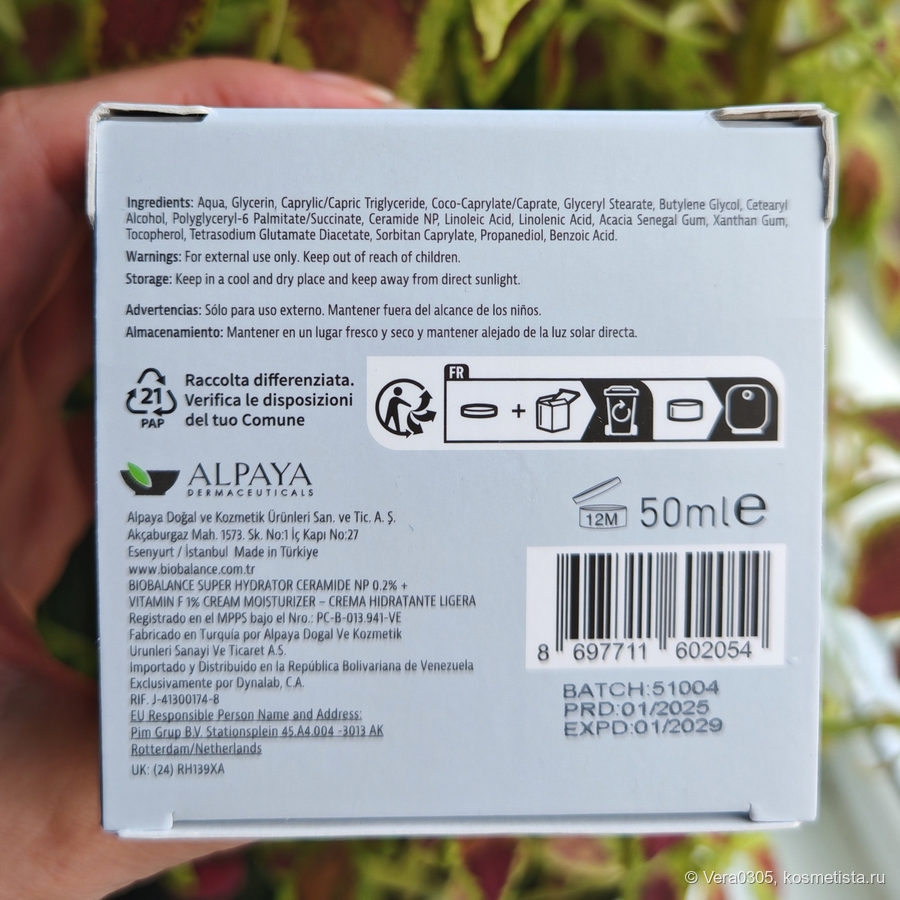 Ingredients: Aqua, Glycerin, Caprylic/Capric Triglyceride, Coco-Caprylate/Caprate, Glyceryl Stearate, Butylene Glycol, Cetearyl
Alcohol, Polyglyceryl-6 Palmitate/Succinate, Ceramide NP, Linoleic Acid, Linolenic Acid, Acacia Senegal Gum, Xanthan Gum,
Tocopherol, Tetrasodium Glutamate Diacetate, Sorbitan Caprylate, Propanediol, Benzoic Acid.
Warnings: For external use only. Keep out of reach of children.
Storage: Keep in a cool and dry place and keep away from direct sunlight.
Advertencias: Sólo para uso externo. Mantener fuera del alcance de los niños.
Almacenamiento: Mantener en un lugar fresco y seco y mantener alejado de la luz solar directa.
21
PAP
Raccolta differenziata.
Verifica le disposizioni
del tuo Comune
FR
+
ALPAYA
DERMACEUTICALS
Alpaya Doğal ve Kozmetik Ürünleri San. ve Tic. A. Ş.
Akçaburgaz Mah. 1573. Sk. No:1 İç Kapı No:27
Esenyurt / İstanbul Made in Türkiye
www.biobalance.com.tr
BIOBALANCE SUPER HYDRATOR CERAMIDE NP 0.2% +
VITAMIN F 1% CREAM MOISTURIZER – CREMA HIDRATANTE LIGERA
Registrado en el MPPS bajo el Nro.: PC-B-013.941-VE
Fabricado en Turquía por Alpaya Dogal Ve Kozmetik
Urunleri Sanayi Ve Ticaret A.Ş.
Importado y Distribuido en la República Bolivariana de Venezuela
Exclusivamente por Dynalab, C.A.
RIF. J-41300174-8
EU Responsible Person Name and Address:
Pim Grup B.V. Stationsplein 45.A4.004 -3013 AK
Rotterdam/Netherlands
UK: (24) RH139XA
12M
50ml e
8 697711 602054
BATCH:51004
PRD:01/2025
EXPD:01/2029
© Vera0305, kosmetista.ru